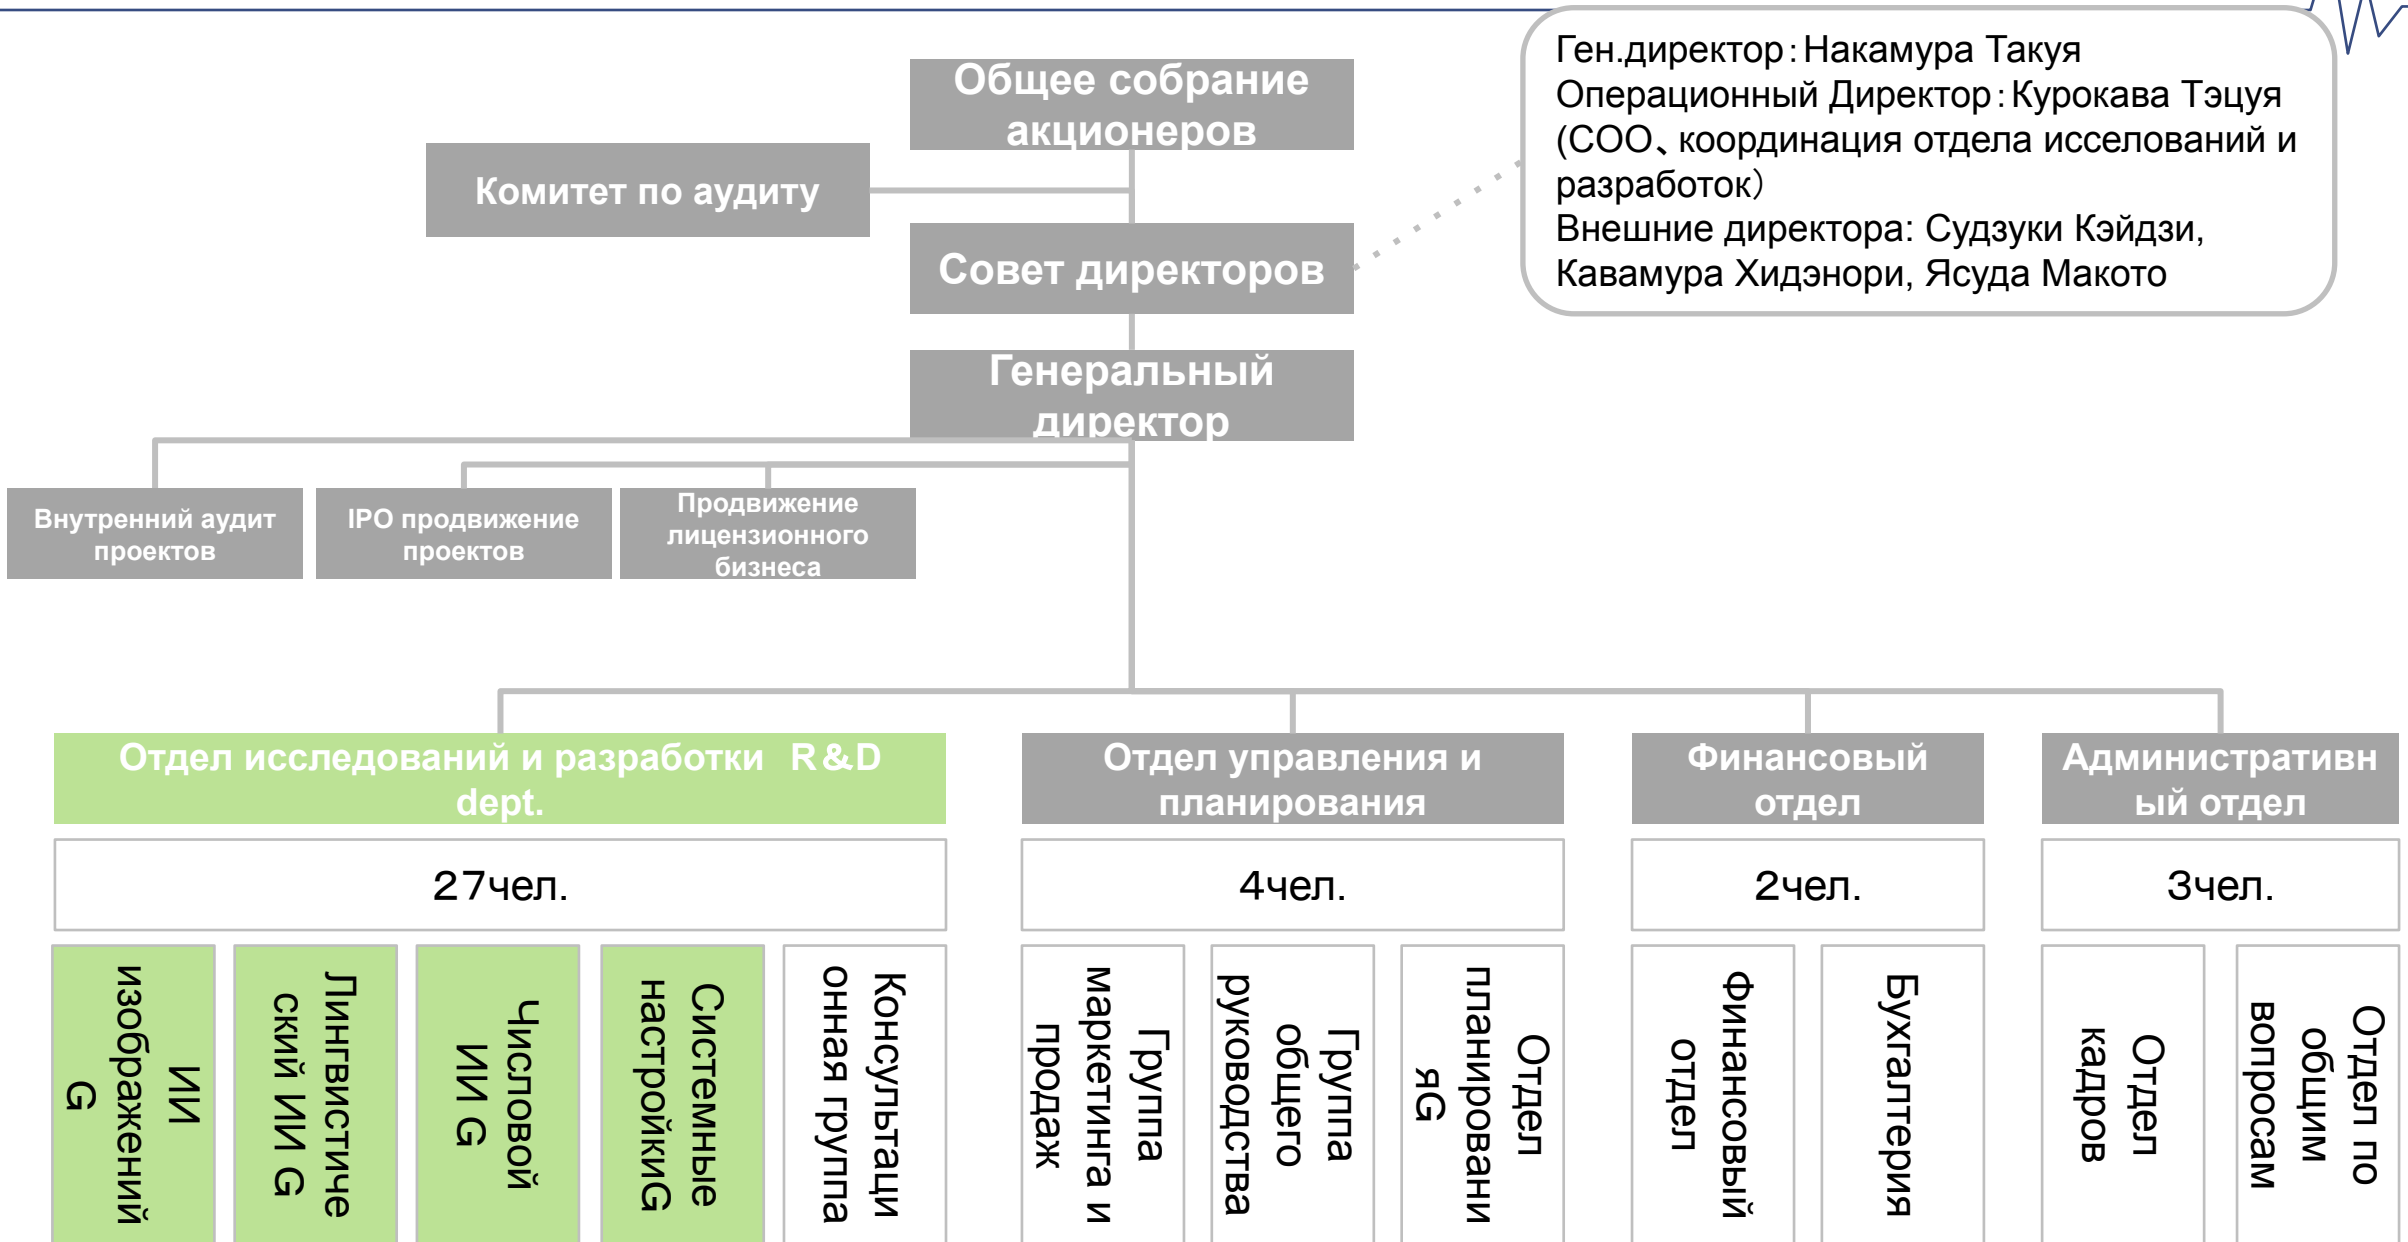 Общее собрание
акционеров
Ген.директор：Накамура Такуя
Операционный Директор：Курокава Тэцуя
(COO、координация отдела исселований и
разработок）
Внешние директора: Судзуки Кэйдзи,
Кавамура Хидэнори, Ясуда Макото
Комитет по аудиту
Совет директоров
Генеральный
директор
Внутренний аудит
проектов
IPO продвижение
проектов
Продвижение
лицензионного
бизнеса
Отдел исследований и разработки Ｒ＆Ｄ
dept.
Отдел управления и
планирования
Финансовый
отдел
Административн
ый отдел
２７чел.
４чел.
２чел.
３чел.
ИИ
изображений
G
Лингвистиче
ский ИИ G
Числовой
ИИ G
Системные
настройкиG
Консультаци
онная группа
Группа
маркетинга и
продаж
Группа
общего
руководства
Отдел
планировани
яG
Финансовый
отдел
Бухгалтерия
Отдел
кадров
Отдел по
общим
вопросам